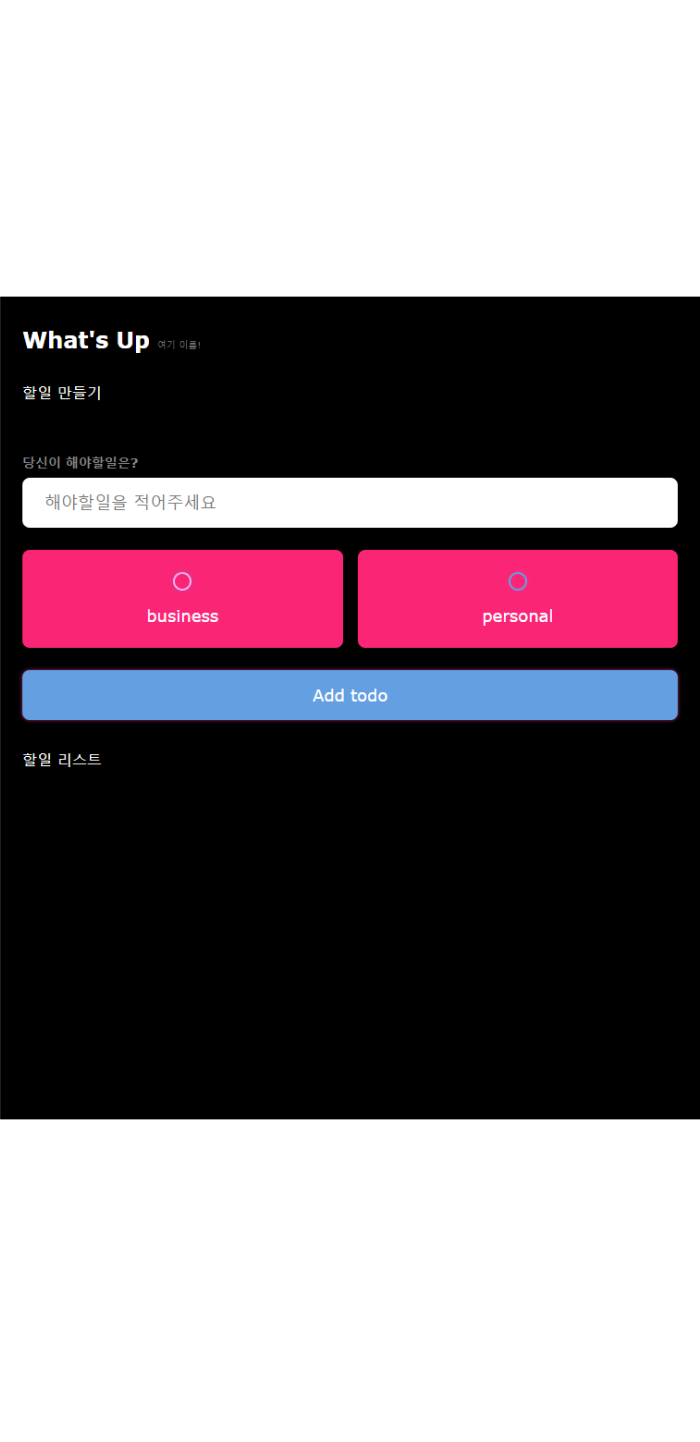 What's Up 여기 이름!
할일 만들기
당신이 해야할일은?
해야할일을 적어주세요
business personal
Add todo
할일 리스트